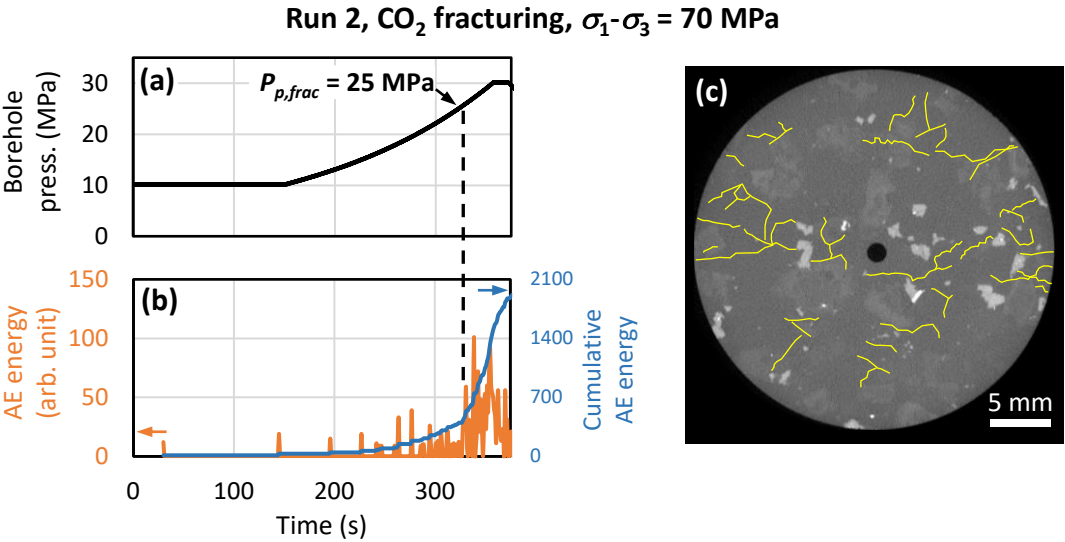 Run 2, CO2 fracturing, σ1-σ3 = 70 MPa
(a)
Pp,frac = 25 MPa
Borehole
press. (MPa)
30
20
10
0
(b)
AE energy
(arb. unit)
150
100
50
0
2100
1400
700
0
Cumulative
AE energy
0 100 200 300
Time (s)
(c)
5 mm